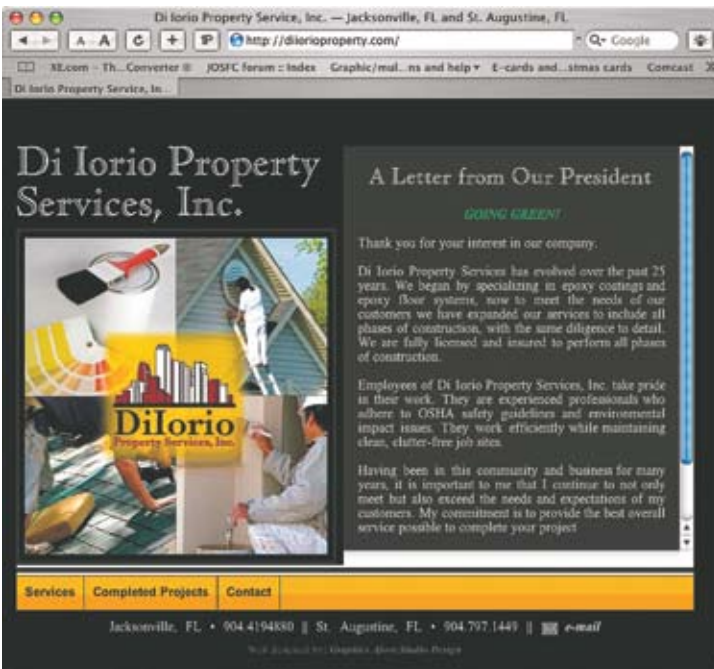 Di Iorio Property Service, Inc. — Jacksonville, FL and St. Augustine, FL
A A C + http://diiorioproperty.com/ Google
XE.com - Th...Converter JOSFC forum :: Index Graphic/mul...ns and help E-cards and...stmas cards Comcast
Di Iorio Property Service, In...
Di Iorio Property
Services, Inc.
DiIorio
Property Services, Inc.
A Letter from Our President
GOING GREEN!
Thank you for your interest in our company.
Di Iorio Property Services has evolved over the past 25
years. We began by specializing in epoxy coatings and
epoxy floor systems, now to meet the needs of our
customers we have expanded our services to include all
phases of construction, with the same diligence to detail.
We are fully licensed and insured to perform all phases
of construction.
Employees of Di Iorio Property Services, Inc. take pride
in their work. They are experienced professionals who
adhere to OSHA safety guidelines and environmental
impact issues. They work efficiently while maintaining
clean, clutter-free job sites.
Having been in this community and business for many
years, it is important to me that I continue to not only
meet but also exceed the needs and expectations of my
customers. My commitment is to provide the best overall
service possible to complete your project
Services Completed Projects Contact
Jacksonville, FL • 904.4194880 || St. Augustine, FL • 904.797.1449 || e-mail